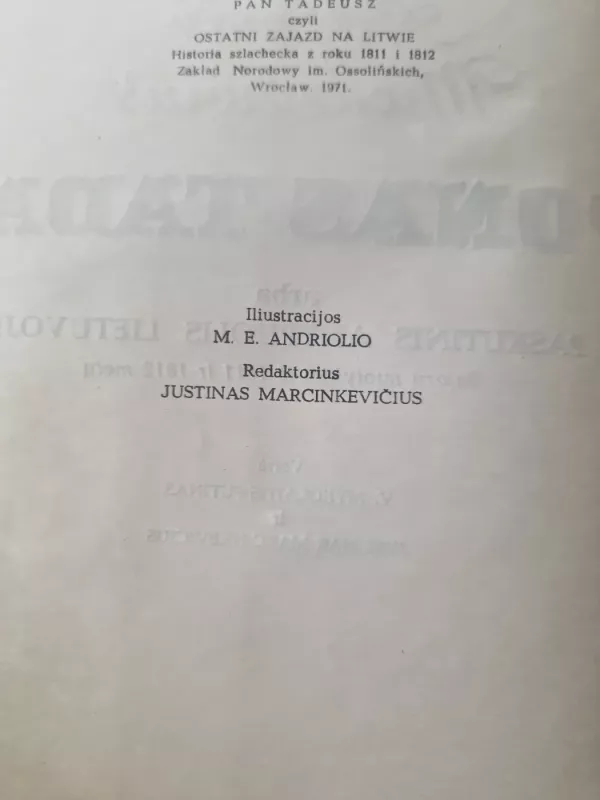 PAN TADEUSZ
czyli
OSTATNI ZAJAZD NA LITWIE
Historia szlachecka z roku 1811 i 1812
Zakład Norodowy im. Ossolińskich,
Wrocław. 1971.
Iliustracijos
M. E. ANDRIOLIO
Redaktorius
JUSTINAS MARCINKEVIČIUS